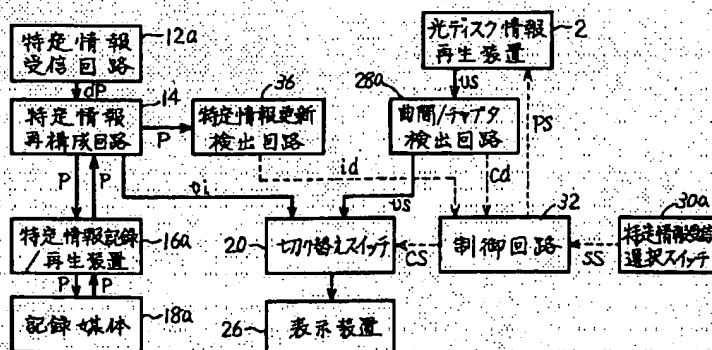 特定情報
受信回路
12a
dP
特定情報
再構成回路
14
P
特定情報更新
検出回路
36
曲間/チャプタ
検出回路
28a
光ディスク情報
再生装置
2
vs
PS
P
P
vi
id
vs
cd
特定情報記録
/再生装置
16a
20
切り替えスイッチ
CS
制御回路
32
SS
特定情報受信
選択スイッチ
30a
P
P
記録媒体
18a
26
表示装置